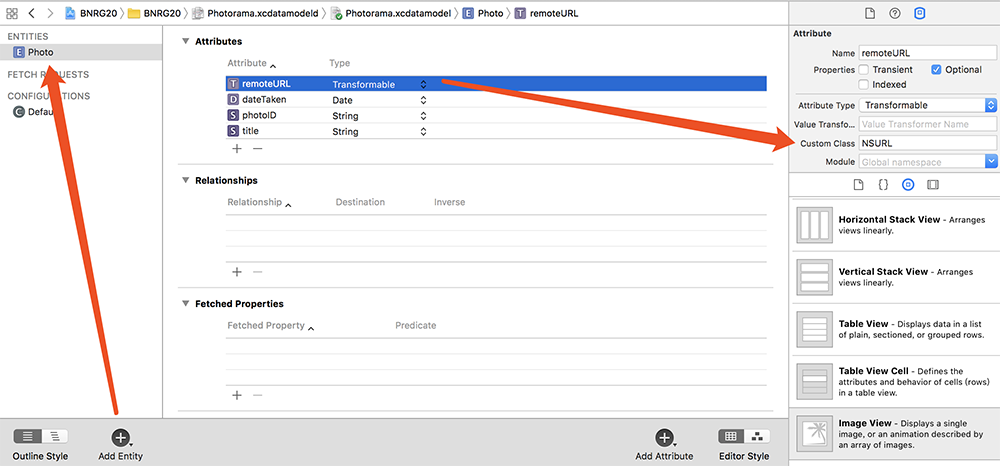 BNRG20 BNRG20 Photorama.xcdatamodeld Photorama.xcdatamodel E Photo T remoteURL
ENTITIES
E Photo
FETCH REQUESTS
CONFIGURATIONS
C Defau
Attributes
Attribute Type
T remoteURL Transformable
D dateTaken Date
S photoID String
S title String
+ −
Relationships
Relationship Destination Inverse
+ −
Fetched Properties
Fetched Property Predicate
+ −
Outline Style
Add Entity
Add Attribute
Editor Style
Attribute
Name remoteURL
Properties Transient Optional
Indexed
Attribute Type Transformable
Value Transfo... Value Transformer Name
Custom Class NSURL
Module Global namespace
Horizontal Stack View - Arranges
views linearly.
Vertical Stack View - Arranges
views linearly.
Table View - Displays data in a list
of plain, sectioned, or grouped rows.
Table View Cell - Defines the
attributes and behavior of cells (rows)
in a table view.
Image View - Displays a single
image, or an animation described by
an array of images.